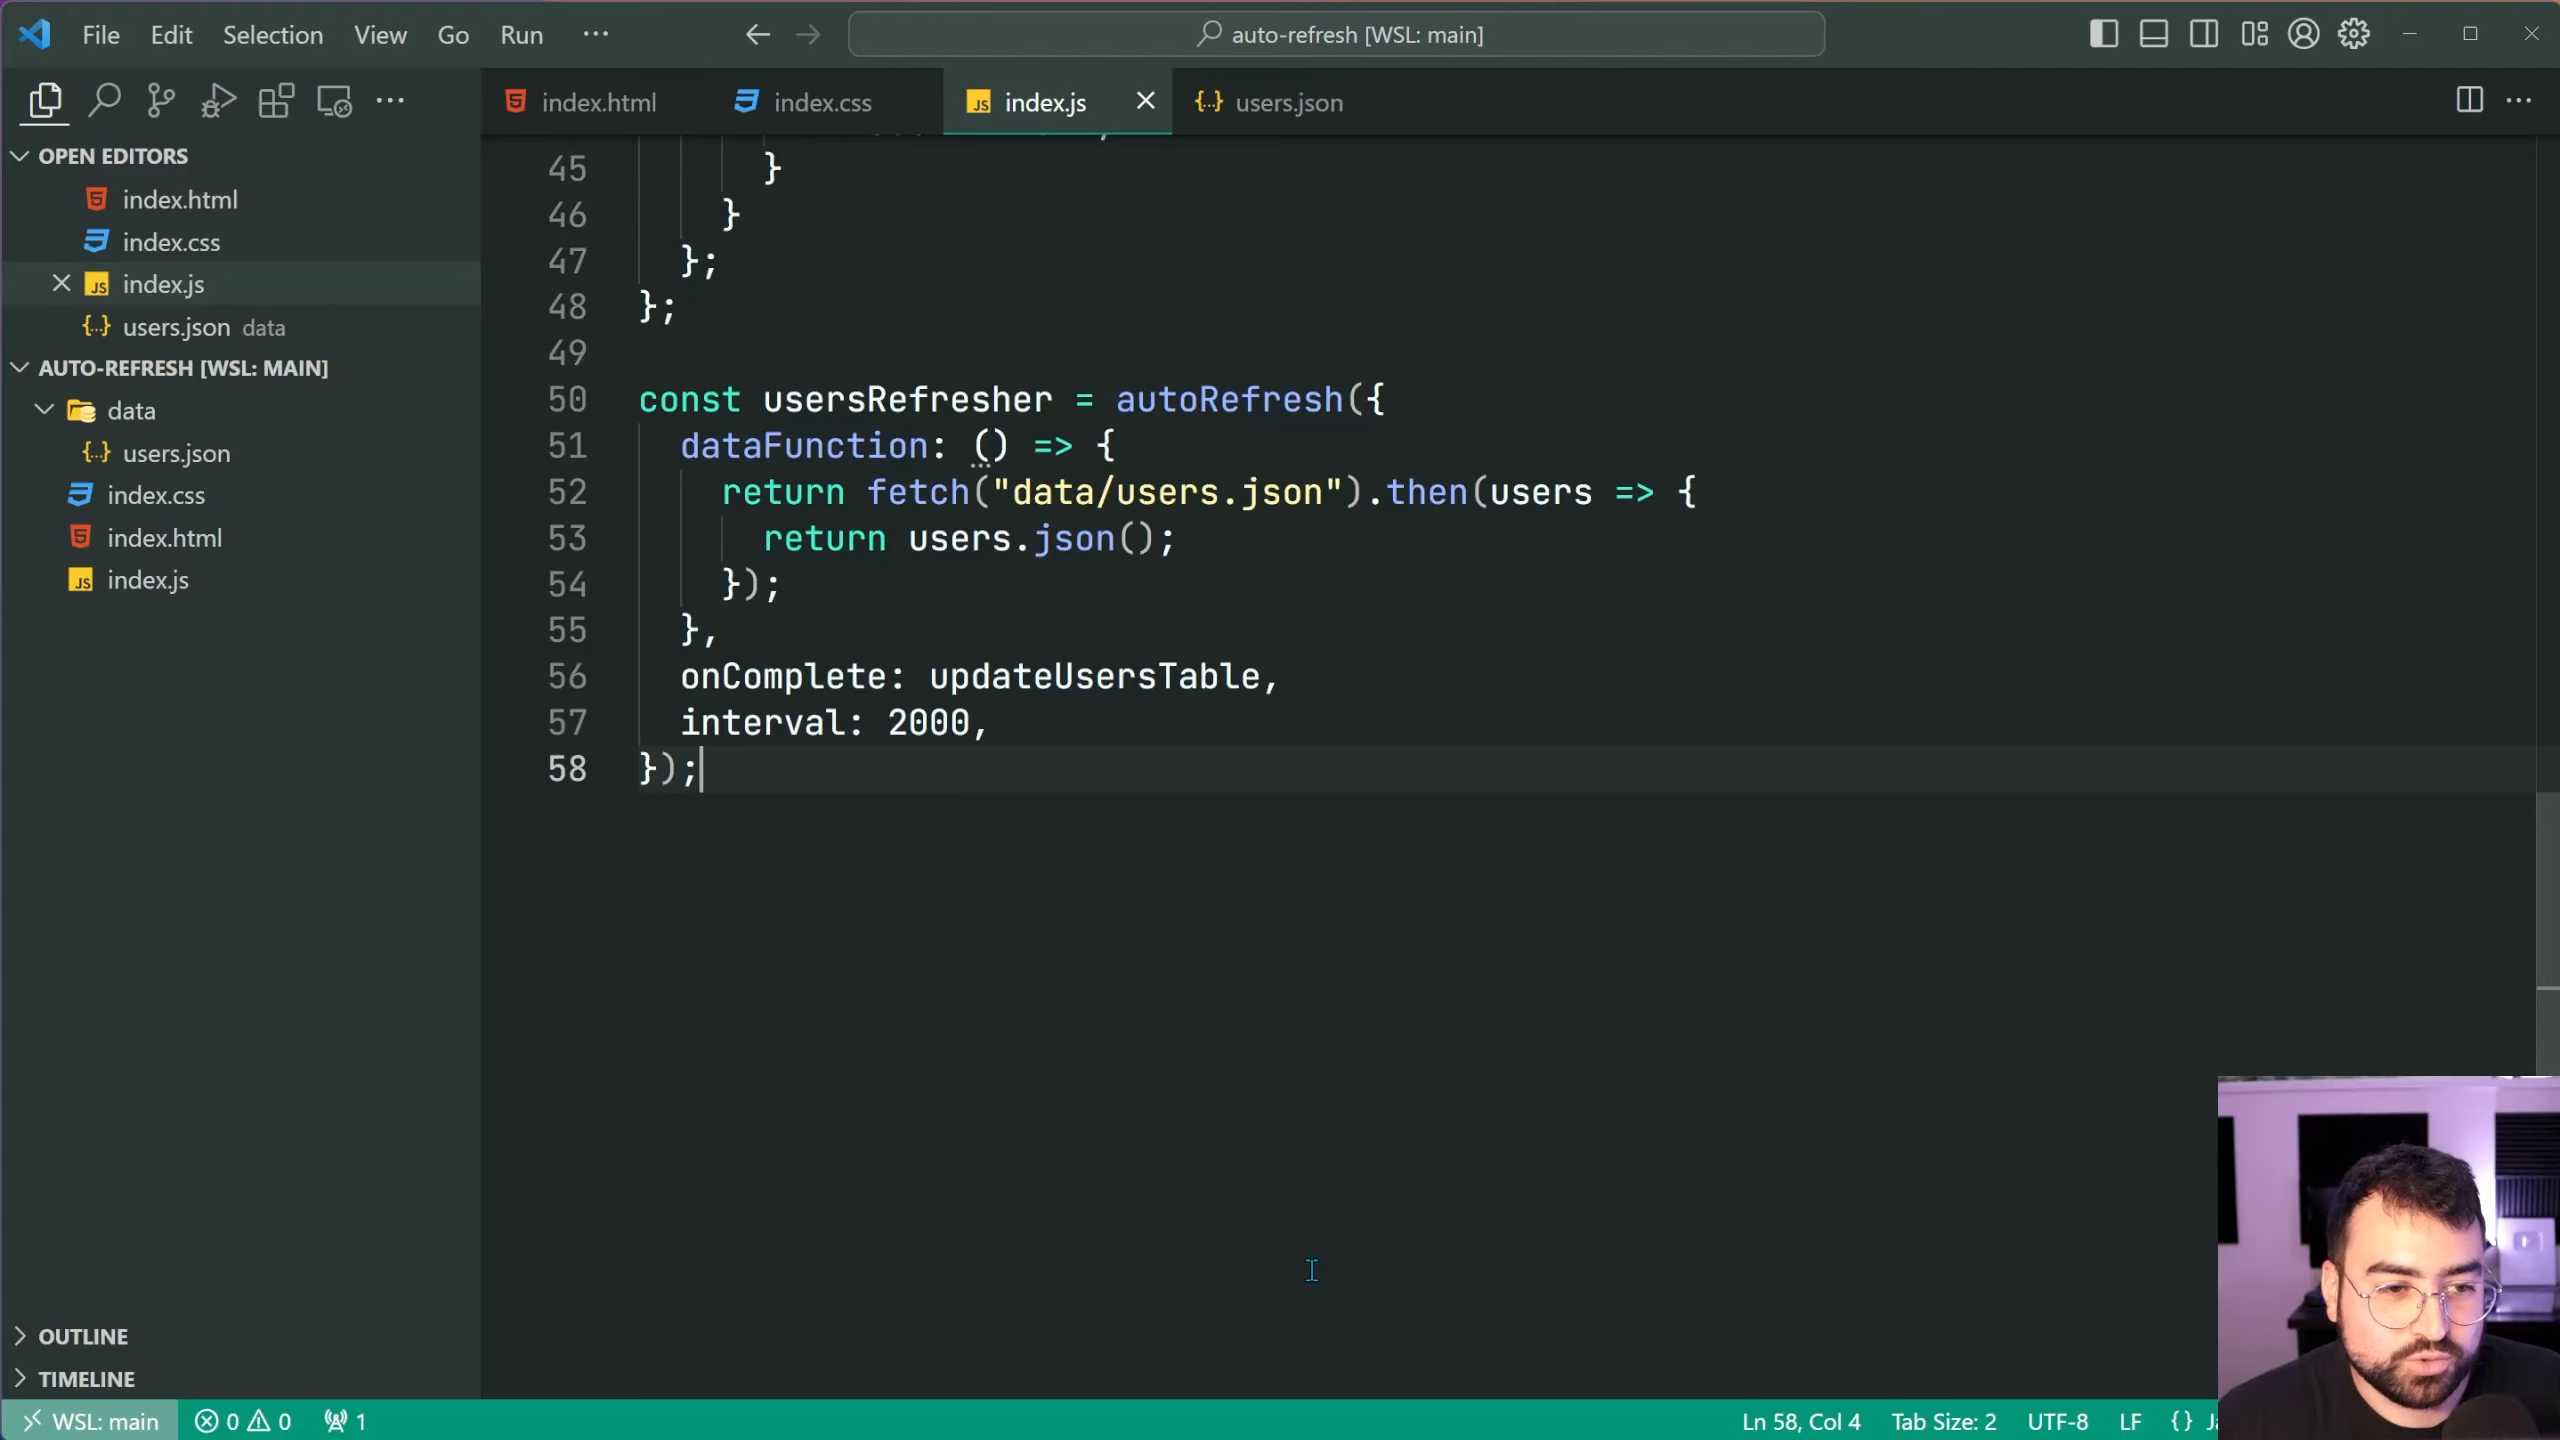 File Edit Selection View Go Run ···
auto-refresh [WSL: main]
OPEN EDITORS
index.html
index.css
index.js
users.json data
AUTO-REFRESH [WSL: MAIN]
data
users.json
index.css
index.html
index.js
OUTLINE
TIMELINE
index.html index.css index.js users.json
45 }
46 }
47 };
48 };
49
50 const usersRefresher = autoRefresh({
51 dataFunction: () => {
52 return fetch("data/users.json").then(users => {
53 return users.json();
54 });
55 },
56 onComplete: updateUsersTable,
57 interval: 2000,
58 });
WSL: main 0 0 1
Ln 58, Col 4 Tab Size: 2 UTF-8 LF {}